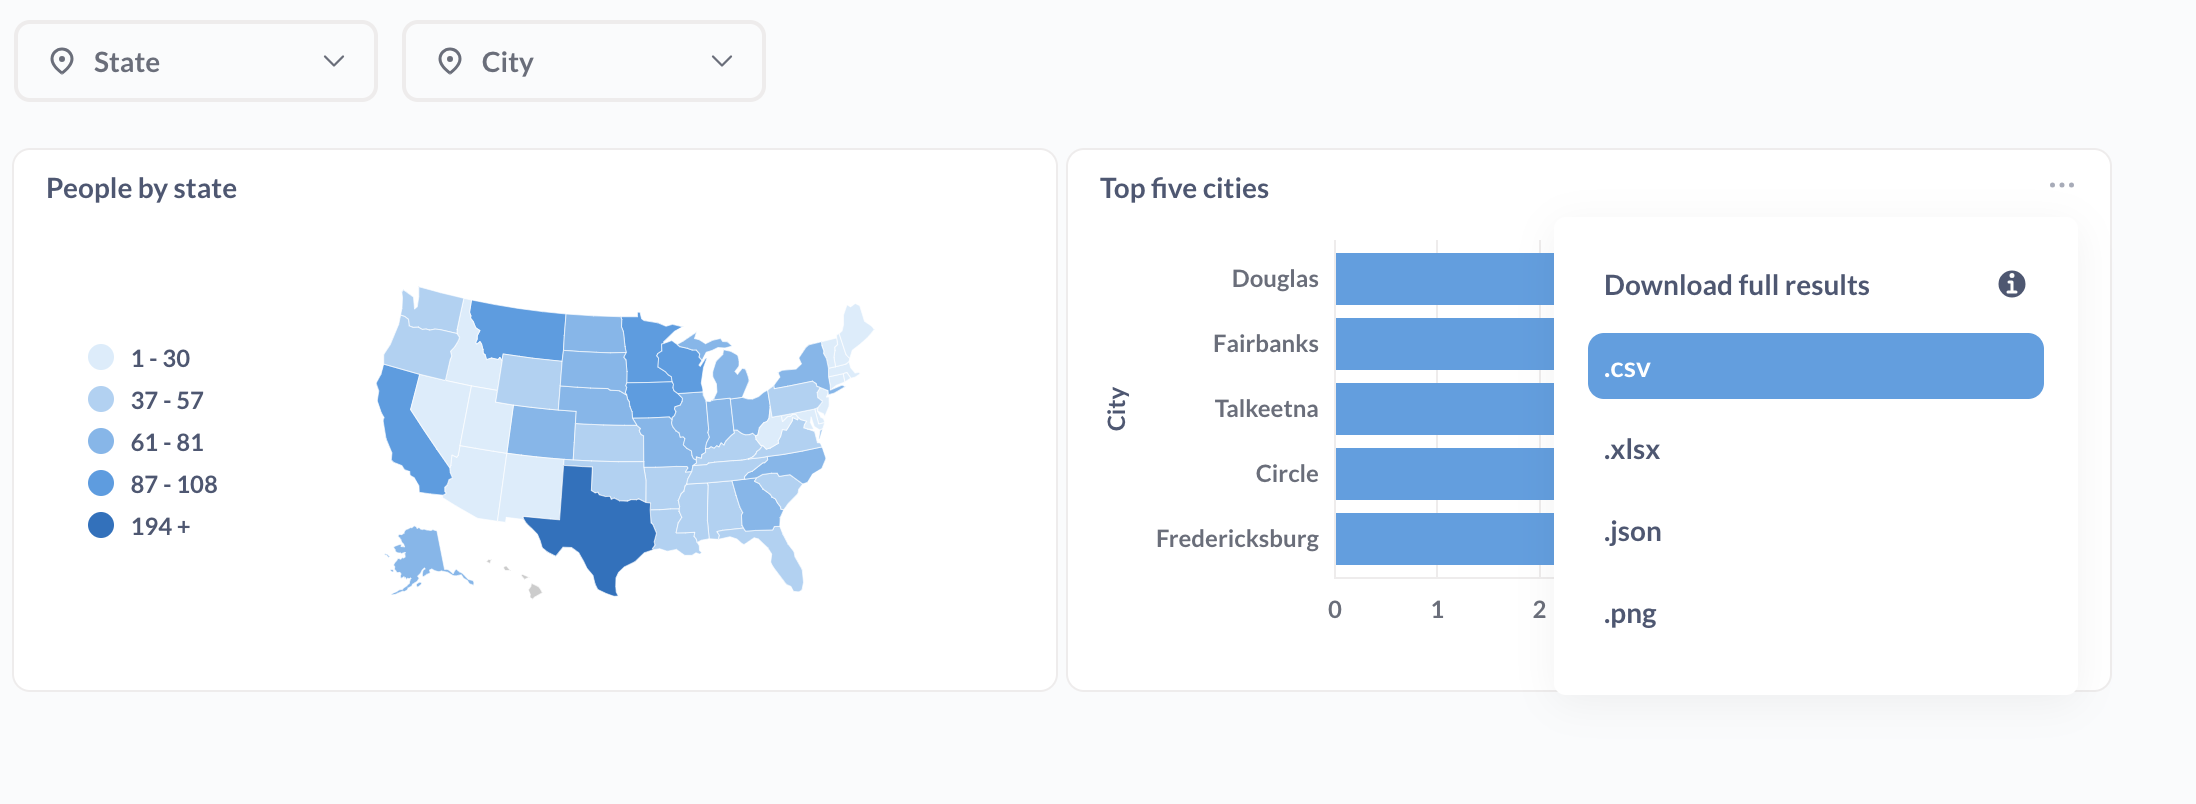 State
City
People by state
1 - 30
37 - 57
61 - 81
87 - 108
194 +
Top five cities
City
Douglas
Fairbanks
Talkeetna
Circle
Fredericksburg
0 1 2
Download full results
.csv
.xlsx
.json
.png